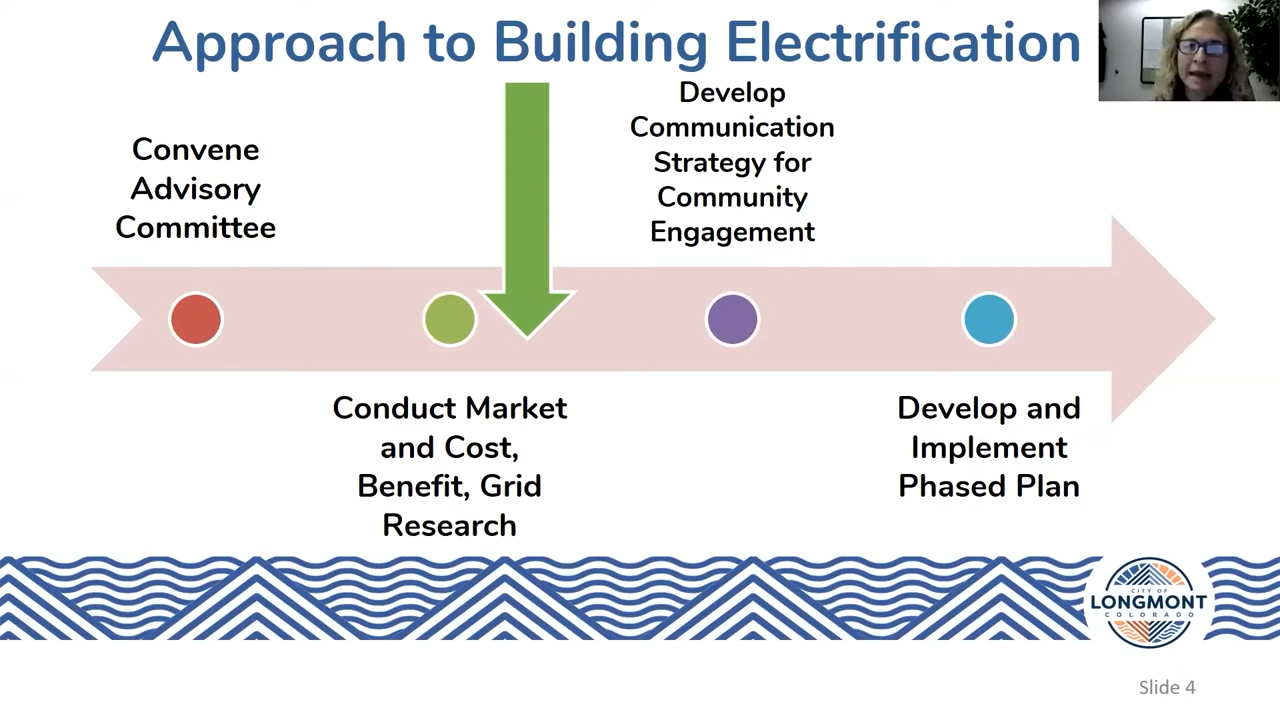 Approach to Building Electrification
Convene
Advisory
Committee
Develop
Communication
Strategy for
Community
Engagement
Conduct Market
and Cost,
Benefit, Grid
Research
Develop and
Implement
Phased Plan
CITY OF
LONGMONT
COLORADO
Slide 4